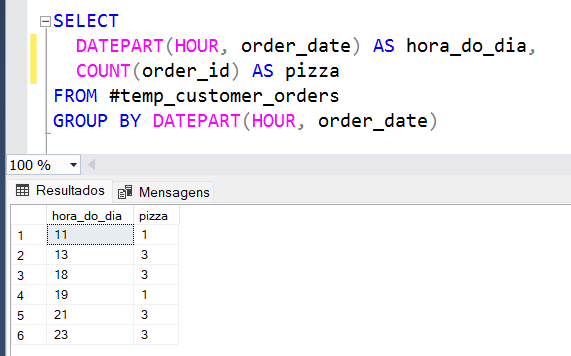 SELECT
DATEPART(HOUR, order_date) AS hora_do_dia,
COUNT(order_id) AS pizza
FROM #temp_customer_orders
GROUP BY DATEPART(HOUR, order_date)
100 %
Resultados Mensagens
hora_do_dia pizza
1 11 1
2 13 3
3 18 3
4 19 1
5 21 3
6 23 3